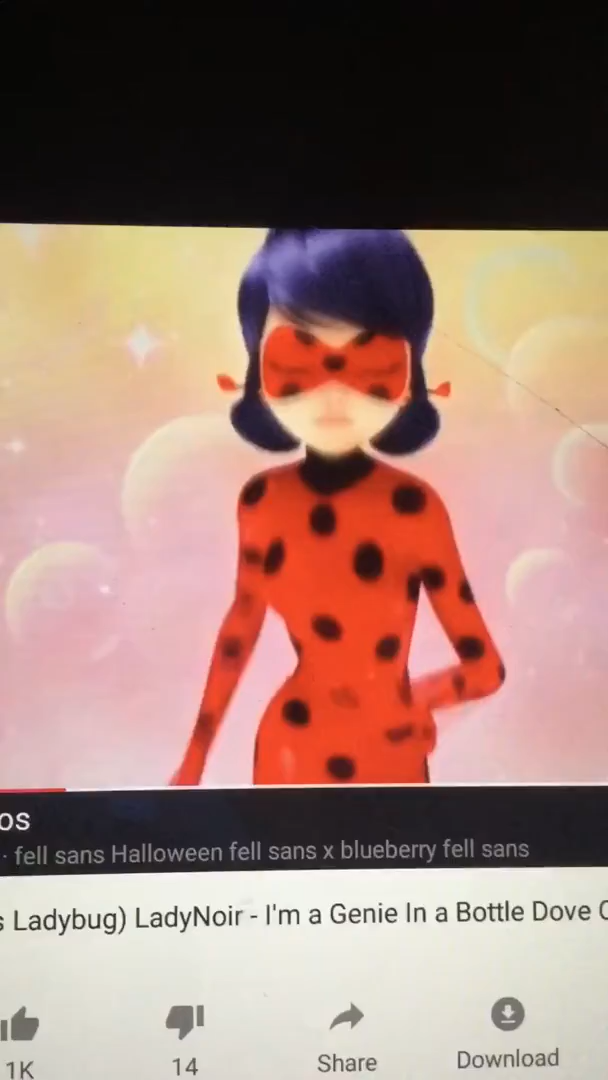 os
· fell sans Halloween fell sans x blueberry fell sans
s Ladybug) LadyNoir - I'm a Genie In a Bottle Dove C
1K
14
Share
Download